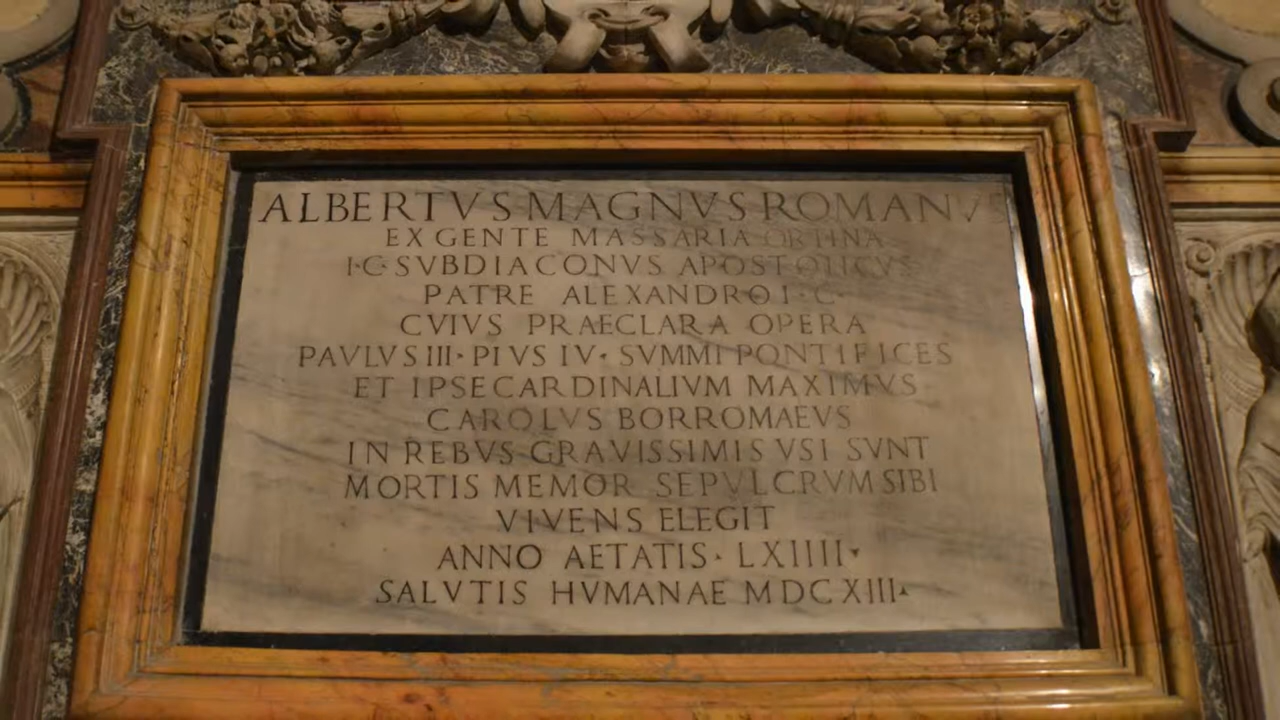 ALBERTVS MAGNVS ROMANVS
EX GENTE MASSARIA ORTINA
I·C·SVBDIACONVS APOSTOLICVS
PATRE ALEXANDRO I·C·
CVIVS PRAECLARA OPERA
PAVLVS III· PIVS IV· SVMMI PONTIFICES
ET IPSE CARDINALIVM MAXIMVS
CAROLVS BORROMAEVS
IN REBVS GRAVISSIMIS VSI SVNT
MORTIS MEMOR SEPVLCRVM SIBI
VIVENS ELEGIT
ANNO AETATIS· LXIIII·
SALVTIS HVMANAE MDCXIII·